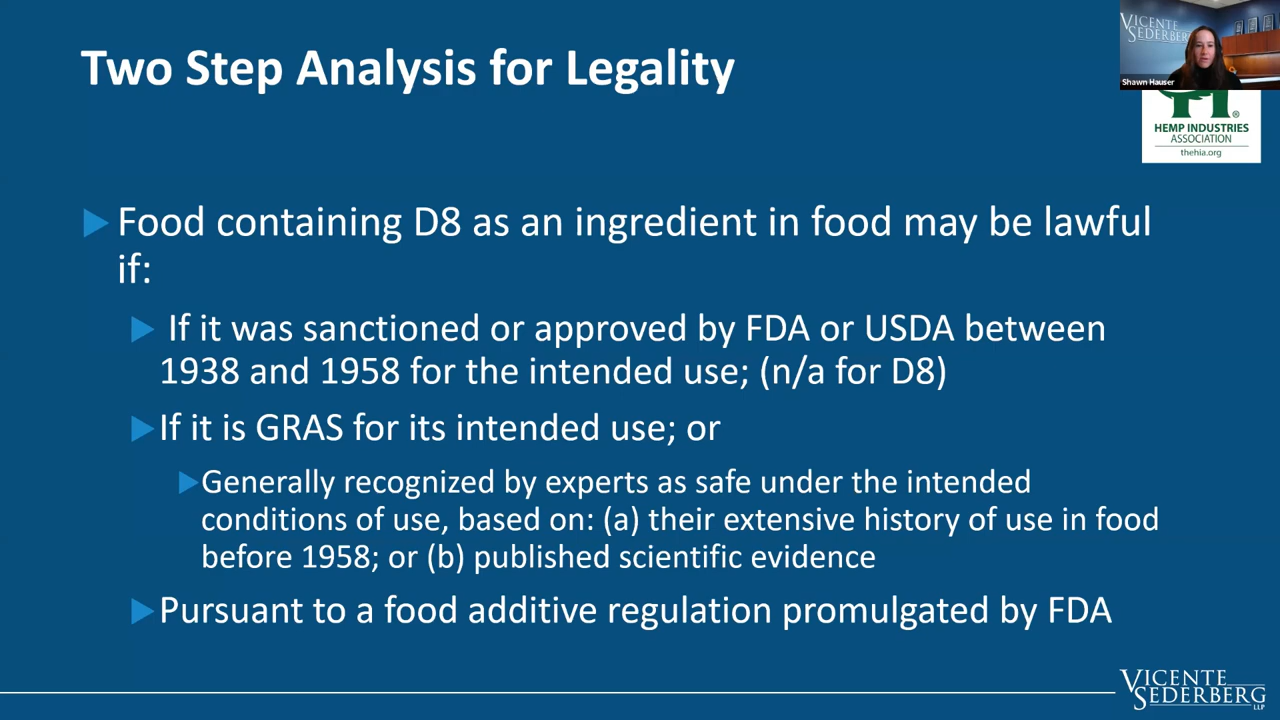 Two Step Analysis for Legality
VICENTE
SEDERBERG
Shawn Hauser
HEMP INDUSTRIES
ASSOCIATION
thehia.org
Food containing D8 as an ingredient in food may be lawful
if:
If it was sanctioned or approved by FDA or USDA between
1938 and 1958 for the intended use; (n/a for D8)
If it is GRAS for its intended use; or
Generally recognized by experts as safe under the intended
conditions of use, based on: (a) their extensive history of use in food
before 1958; or (b) published scientific evidence
Pursuant to a food additive regulation promulgated by FDA
VICENTE
SEDERBERG
LLP